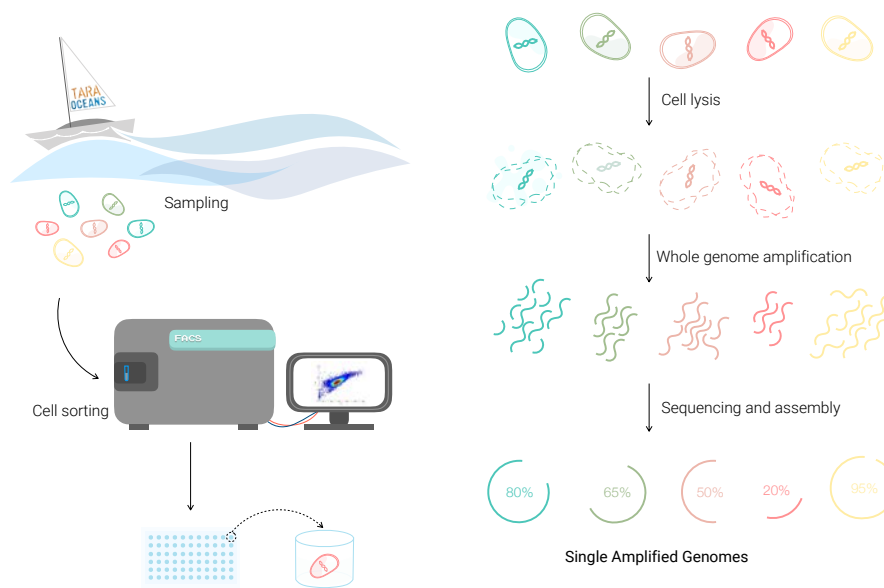 TARA
OCEANS
Sampling
FACS
Cell sorting
Cell lysis
Whole genome amplification
Sequencing and assembly
80%
65%
50%
20%
95%
Single Amplified Genomes